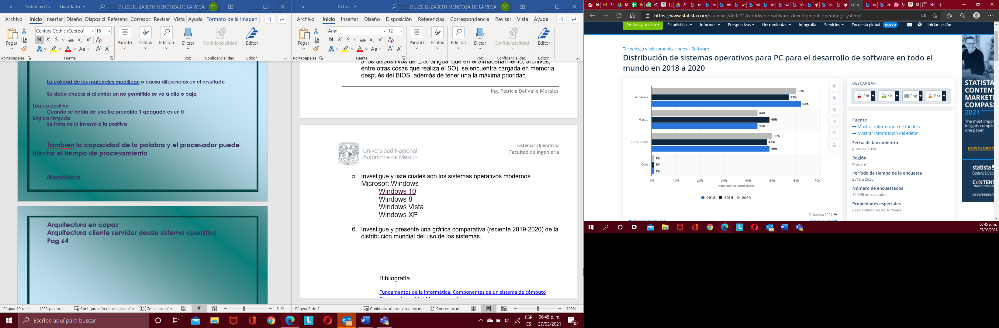 Sistemas Op... - Guardado
DULCE ELIZABETH MENDOZA DE LA VEGA
DE
Archivo Inicio Insertar Diseño Disposici Referenc Correspc Revisar Vista Ayuda Formato de la imagen
Century Gothic (Cuerpo) 16
Pegar
N K S ab x₂ x²
Aa
Párrafo Estilos Edición Dictar Confidencialidad Editor
Portapapeles Fuente Voz Confidencialidad Editor
La calidad de los materiales modifican o causa diferencias en el resultado
Se debe checar si al entrar en no permitido se va a alta o baja
Lógica positiva
Cuando se habla de una luz prendida 1 apagada es un 0
Lógica Negada
Se trata de lo inverso a la positiva
Tambien la capacidad de la palabra y el procesador puede
afectar el tiempo de procesamiento
Monolítica
Arquitectura en capaz
Arquitectura cliente servidor desde sistema operativo
Pag 64
Página 10 de 11 1233 palabras Configuración de visualización Concentración 81%
Activ...
DULCE ELIZABETH MENDOZA DE LA VEGA
DE
Archivo Inicio Insertar Diseño Disposición Referencias Correspondencia Revisar Vista Ayuda
Arial 12
Pegar
N K S ab x₂ x²
Aa
Párrafo Estilos Edición Dictar Confidencialidad Editor
Portapapeles Fuente Voz Confidencialidad Editor
a los dispositivos de E/S, al igual que en el almacenamiento, archivos,
entre otras cosas que realiza el SO), se encuentra cargada en memoria
después del BIOS, además de tener una la máxima prioridad
Ing. Patricia Del Valle Morales
Universidad Nacional
Autónoma de México
Sistemas Operativos
Facultad de ingeniería
5. Investigue y liste cuales son los sistemas operativos modernos
Microsoft Windows
Windows 10
Windows 8
Windows Vista
Windows XP
6. Investigue y presente una gráfica comparativa (reciente 2019-2020) de la
distribución mundial del uso de los sistemas.
Bibliografía
Fundamentos de la informática: Componentes de un sistema de cómputo
Página 3 de 3 Configuración de visualización Concentración 100%
Escribe aquí para buscar
ESP
ES
06:45 p. m.
27/02/2021
10
https://www.statista.com/statistics/869211/worldwide-software-development-operating-system/
Precios y acceso Estadísticas Informes Perspectivas Herramientas Infografía Servicios Encuesta global NUEVO Iniciar sesión
Tecnología y telecomunicaciones › Software
Distribución de sistemas operativos para PC para el desarrollo de software en todo el
mundo en 2018 a 2020
Windows
60%
57%
62%
Macos
44%
49%
44%
Unix/Linux
50%
48%
49%
Otro
1%
1%
1%
0% 10% 20% 30% 40% 50% 60% 70%
Proporción de encuestados
2018 2019 2020
© Statista 2021
Información adicional
Mostrar fuente
DESCARGAR
Pdf + Xls + Png + Ppt +
Fuente
Mostrar información de fuentes
Mostrar información del editor
Fecha de lanzamiento
Junio de 2020
Región
Mundial
Período de tiempo de la encuesta
2018 a 2020
Número de encuestados
19.696 encuestados
Propiedades especiales
desarrolladores de software
STATISTA
CONTENT
MARKETING
COMPASS
2021
The most impor
insights compile
one paper.
DOWNLOAD N
statista
Content & Desi
CONTENT
MARKETING.CO
mediaresearch
06:45 p. m.
27/02/2021